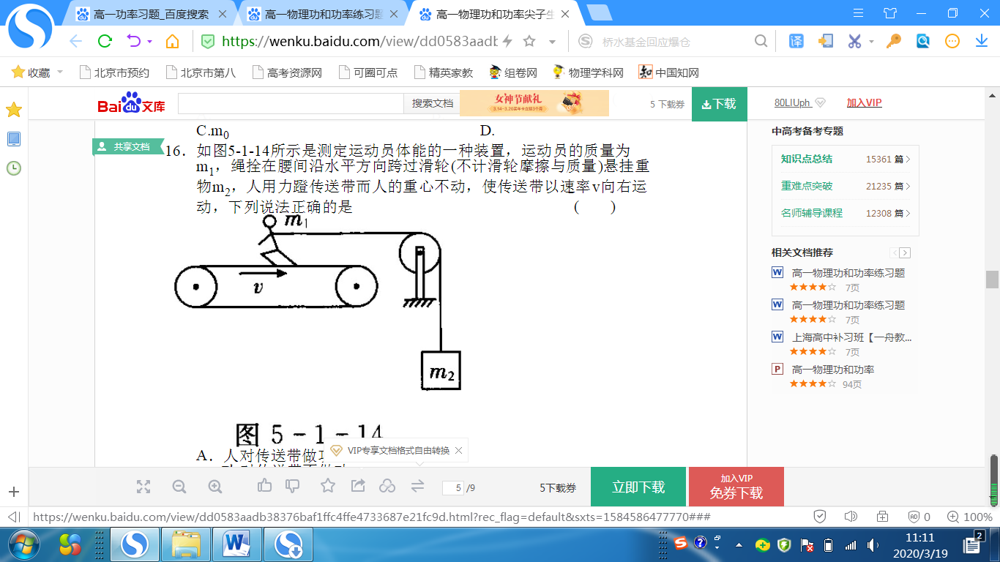 高一功率习题_百度搜索
高一物理功和功率练习题
高一物理功和功率尖子生
https://wenku.baidu.com/view/dd0583aadb
桥水基金回应爆仓
译
收藏
北京市预约
北京市第八
高考资源网
可圈可点
精英家教
组卷网
物理学科网
中国知网
Bai du 文库
搜索文档
女神节献礼
5 下载券
下载
80LIUph
加入VIP
共享文档
C.m0
D.
16．如图5-1-14所示是测定运动员体能的一种装置，运动员的质量为
m1，绳拴在腰间沿水平方向跨过滑轮(不计滑轮摩擦与质量)悬挂重
物m2，人用力蹬传送带而人的重心不动，使传送带以速率v向右运
动，下列说法正确的是 ( )
m1
v
m2
图 5－1－14
A．人对传送带做功
VIP专享文档格式自由转换
中高考备考专题
知识点总结 15361 篇
重难点突破 21235 篇
名师辅导课程 12308 篇
相关文档推荐
W 高一物理功和功率练习题
7页
W 高一物理功和功率练习题
7页
W 上海高中补习班【一舟教...
7页
P 高一物理功和功率
94页
5 /9
5下载券
立即下载
加入VIP
免券下载
https://wenku.baidu.com/view/dd0583aadb38376baf1ffc4ffe4733687e21fc9d.html?rec_flag=default&sxts=1584586477770###
0
100%
11:11
2020/3/19
2